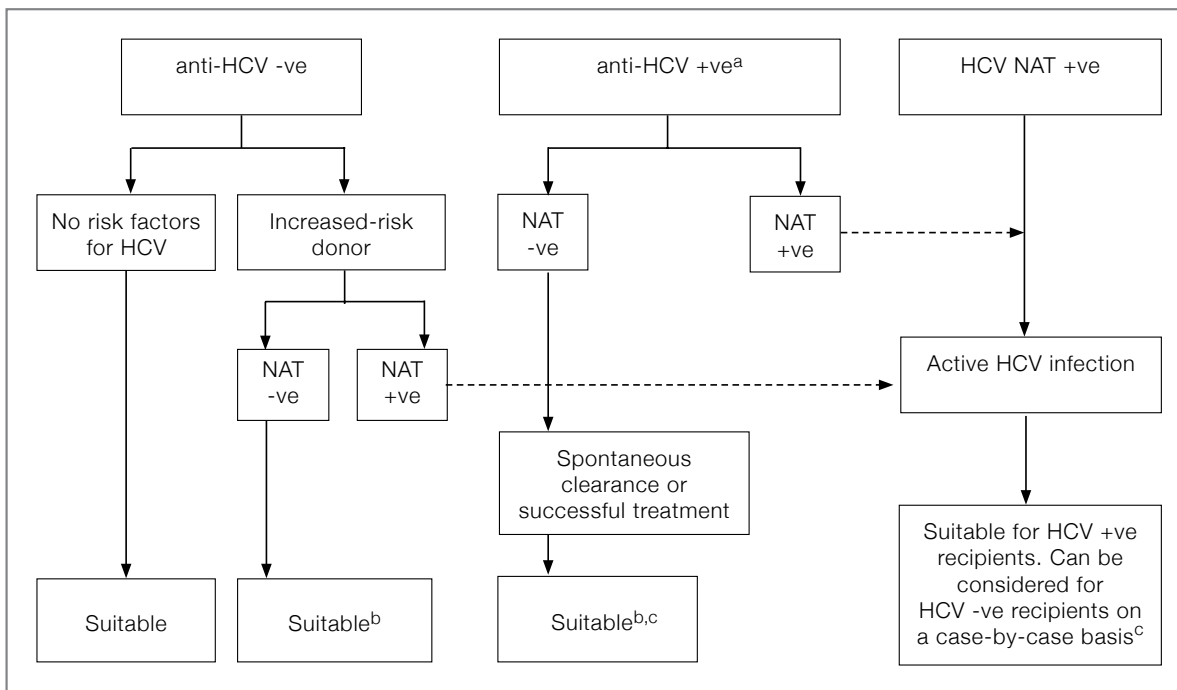 anti-HCV -ve
anti-HCV +veᵃ
HCV NAT +ve
No risk factors
for HCV
Increased-risk
donor
NAT
-ve
NAT
+ve
NAT
-ve
NAT
+ve
Active HCV infection
Spontaneous
clearance or
successful treatment
Suitable for HCV +ve
recipients. Can be
considered for
HCV -ve recipients on
a case-by-case basisᶜ
Suitable
Suitableᵇ
Suitableᵇ,ᶜ